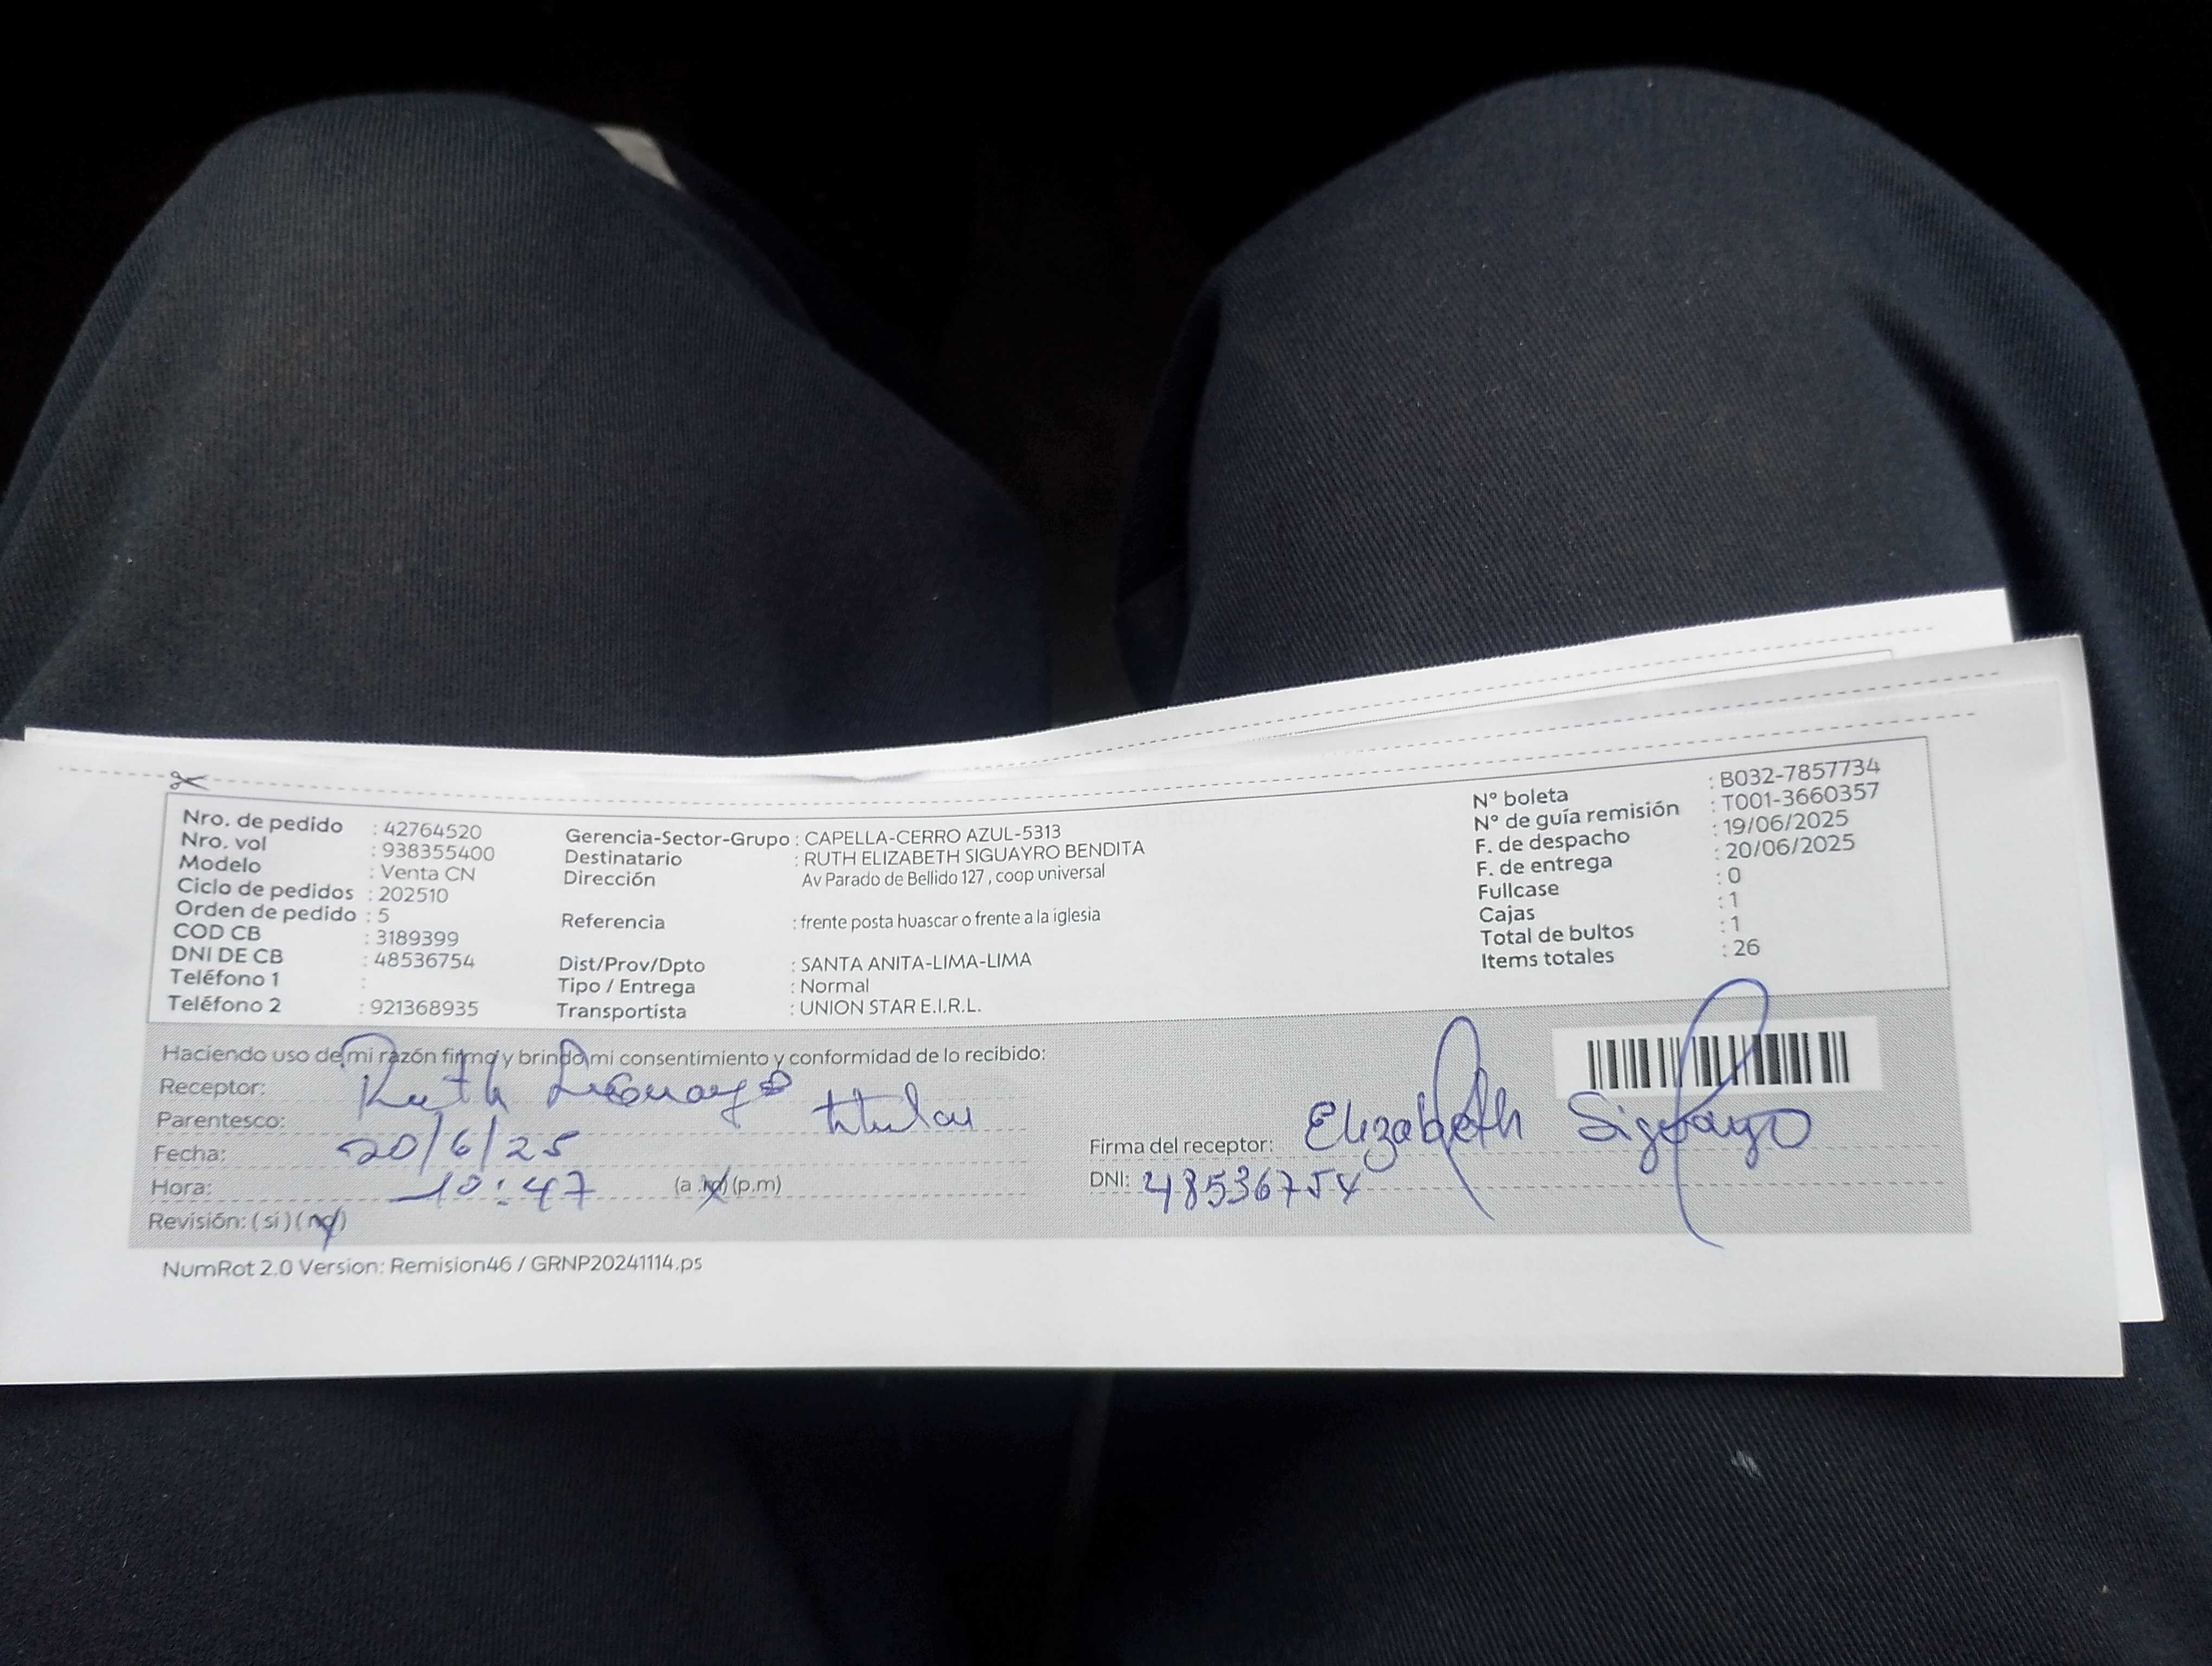 Nro. de pedido : 42764520
Nro. vol : 938355400
Modelo : Venta CN
Ciclo de pedidos : 202510
Orden de pedido : 5
COD CB : 3189399
DNI DE CB : 48536754
Teléfono 1 :
Teléfono 2 : 921368935
Gerencia-Sector-Grupo : CAPELLA-CERRO AZUL-5313
Destinatario : RUTH ELIZABETH SIGUAYRO BENDITA
Dirección Av Parado de Bellido 127 , coop universal
Referencia : frente posta huascar o frente a la iglesia
Dist/Prov/Dpto : SANTA ANITA-LIMA-LIMA
Tipo / Entrega : Normal
Transportista : UNION STAR E.I.R.L.
N° boleta : B032-7857734
N° de guía remisión : T001-3660357
F. de despacho : 19/06/2025
F. de entrega : 20/06/2025
Fullcase : 0
Cajas : 1
Total de bultos : 1
Items totales : 26
Haciendo uso de mi razón firmo y brindo mi consentimiento y conformidad de lo recibido:
Receptor: Ruth
Parentesco: titular
Fecha: 20/6/25
Hora: 10:47 (a.m) (p.m)
Revisión: ( si ) ( no )
Firma del receptor: Elizabeth Siguayro
DNI: 48536754
NumRot 2.0 Version: Remision46 / GRNP20241114.ps